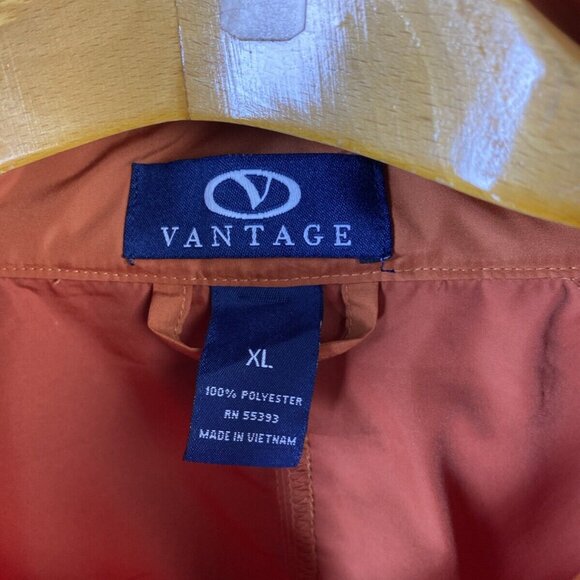 VANTAGE
XL
100% POLYESTER
RN 55393
MADE IN VIETNAM